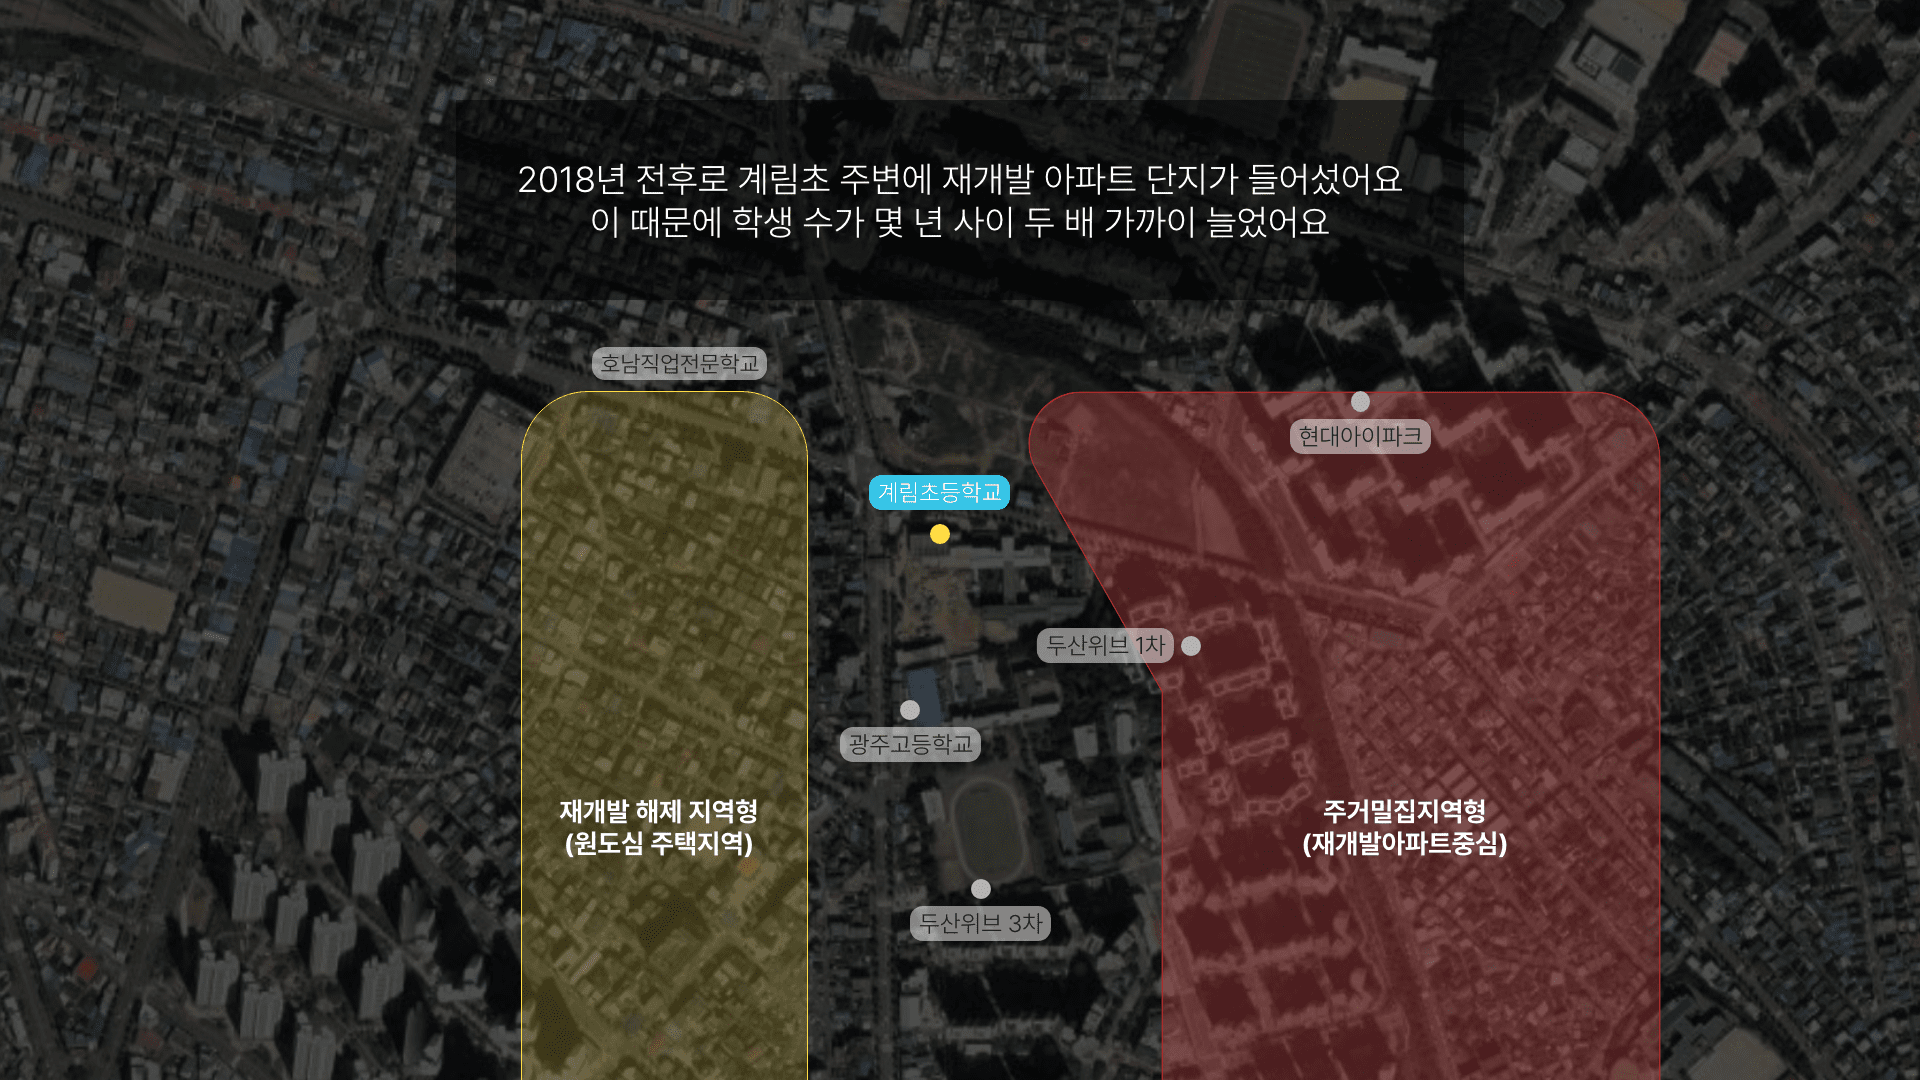 2018년 전후로 계림초 주변에 재개발 아파트 단지가 들어섰어요
이 때문에 학생 수가 몇 년 사이 두 배 가까이 늘었어요
호남직업전문학교
현대아이파크
계림초등학교
두산위브 1차
광주고등학교
재개발 해제 지역형
(원도심 주택지역)
주거밀집지역형
(재개발아파트중심)
두산위브 3차